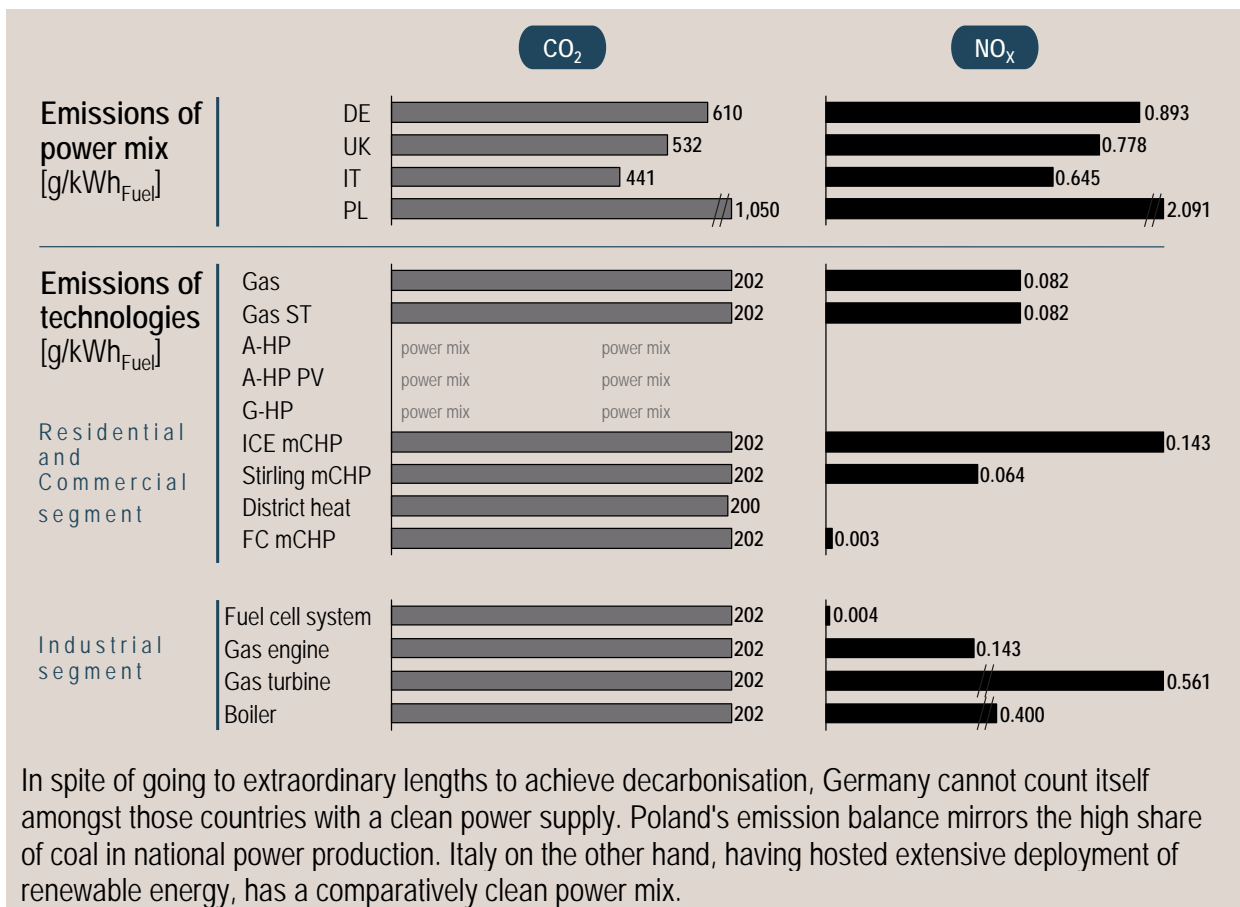 CO2 NOX
Emissions of
power mix
[g/kWhFuel]
DE 610 0.893
UK 532 0.778
IT 441 0.645
PL 1,050 2.091
Emissions of
technologies
[g/kWhFuel]
Gas 202 0.082
Gas ST 202 0.082
A-HP power mix power mix
A-HP PV power mix power mix
G-HP power mix power mix
Residential
and
Commercial
segment
ICE mCHP 202 0.143
Stirling mCHP 202 0.064
District heat 200
FC mCHP 202 0.003
Industrial
segment
Fuel cell system 202 0.004
Gas engine 202 0.143
Gas turbine 202 0.561
Boiler 202 0.400
In spite of going to extraordinary lengths to achieve decarbonisation, Germany cannot count itself
amongst those countries with a clean power supply. Poland's emission balance mirrors the high share
of coal in national power production. Italy on the other hand, having hosted extensive deployment of
renewable energy, has a comparatively clean power mix.